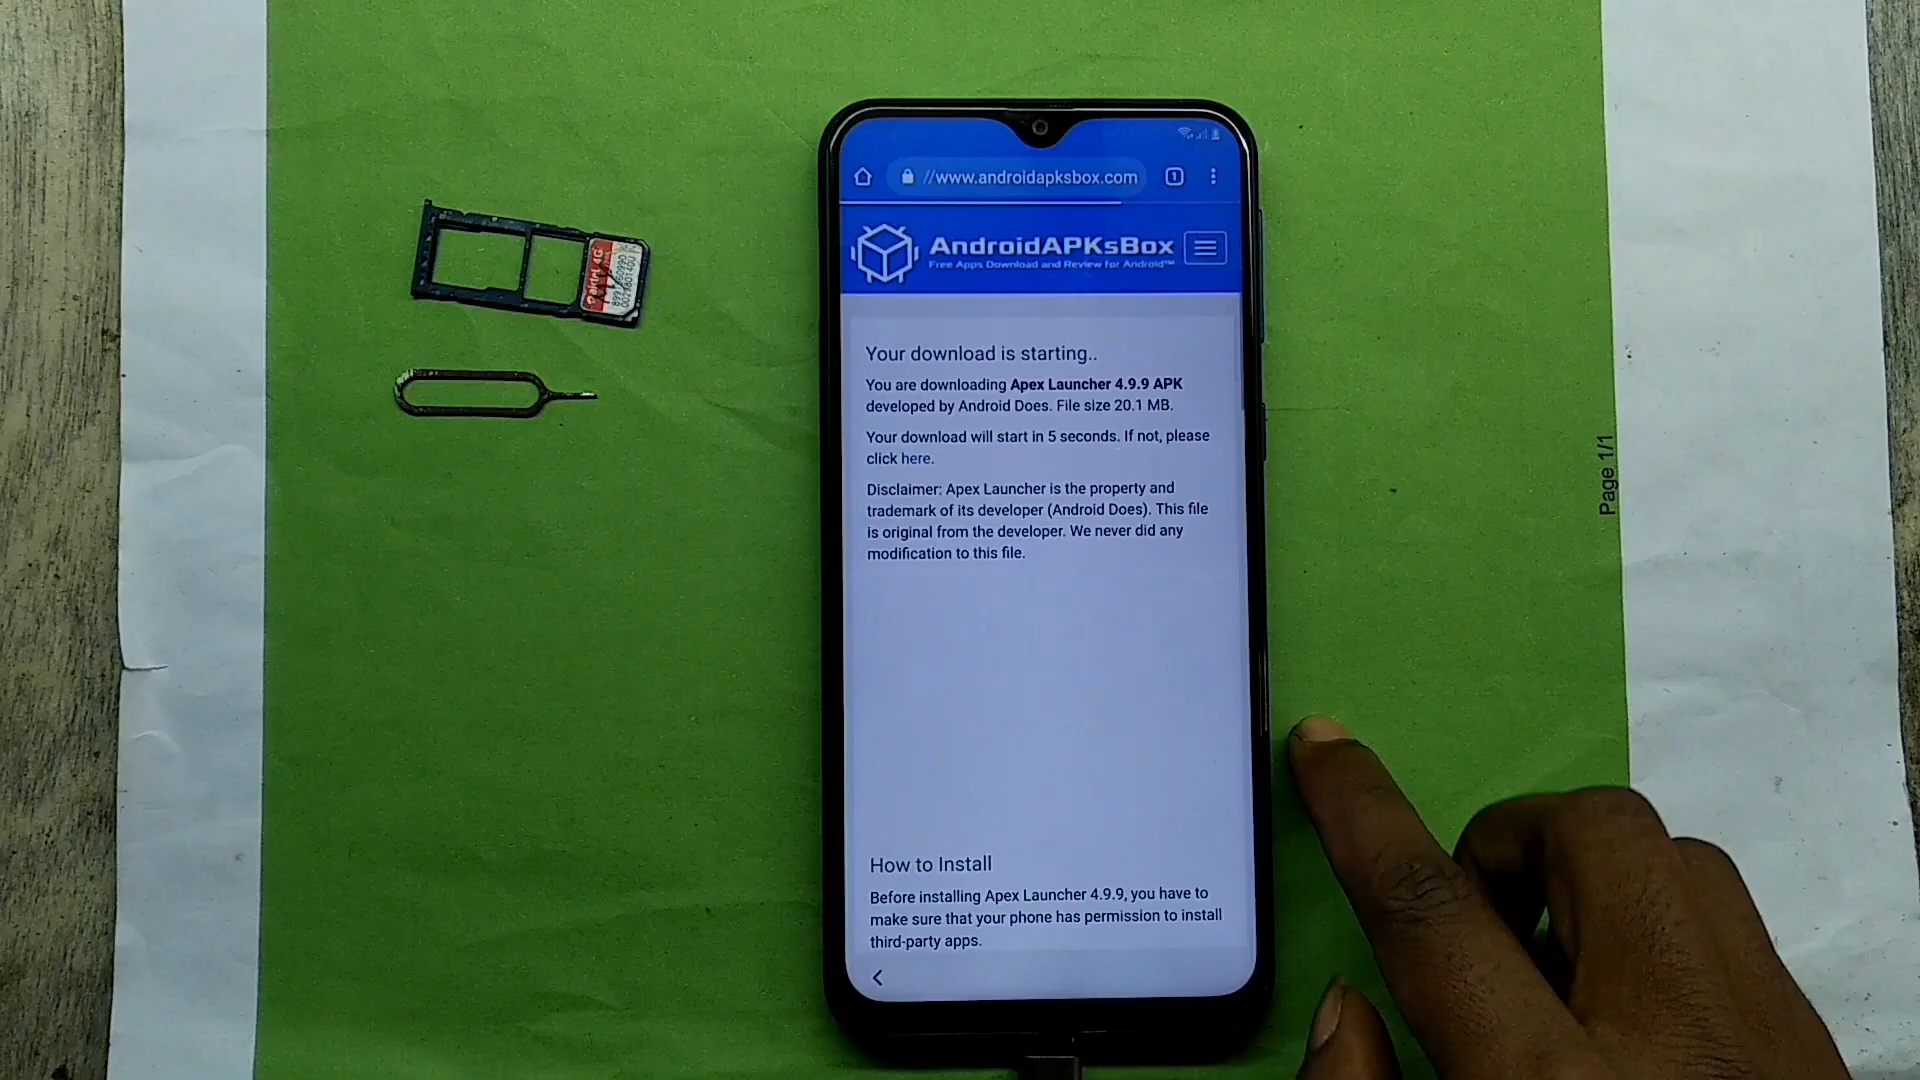 //www.androidapksbox.com
1
AndroidAPKsBox
Free Apps Download and Review for Android™
Your download is starting..
You are downloading Apex Launcher 4.9.9 APK
developed by Android Does. File size 20.1 MB.
Your download will start in 5 seconds. If not, please
click here.
Disclaimer: Apex Launcher is the property and
trademark of its developer (Android Does). This file
is original from the developer. We never did any
modification to this file.
How to Install
Before installing Apex Launcher 4.9.9, you have to
make sure that your phone has permission to install
third-party apps.
airtel 4G
Page 1/1